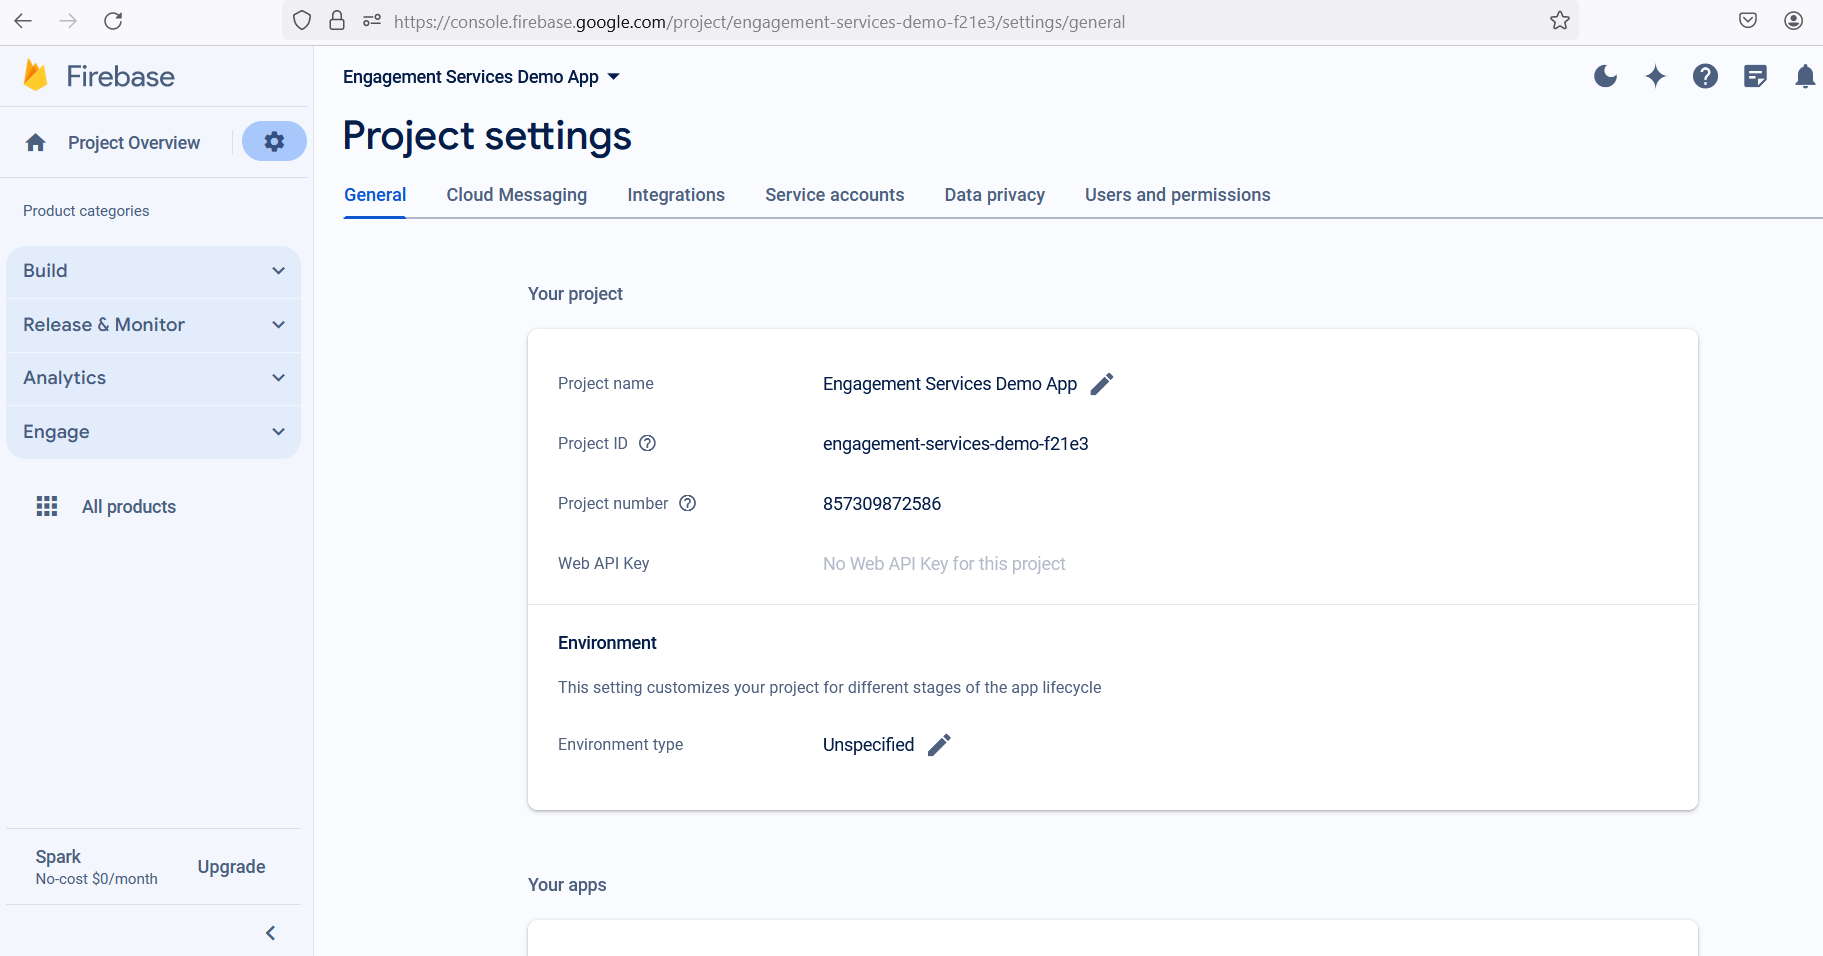 https://console.firebase.google.com/project/engagement-services-demo-f21e3/settings/general
Firebase
Engagement Services Demo App
Project Overview
Project settings
General Cloud Messaging Integrations Service accounts Data privacy Users and permissions
Product categories
Build
Release & Monitor
Analytics
Engage
All products
Spark
No-cost $0/month
Upgrade
Your project
Project name Engagement Services Demo App
Project ID engagement-services-demo-f21e3
Project number 857309872586
Web API Key No Web API Key for this project
Environment
This setting customizes your project for different stages of the app lifecycle
Environment type Unspecified
Your apps